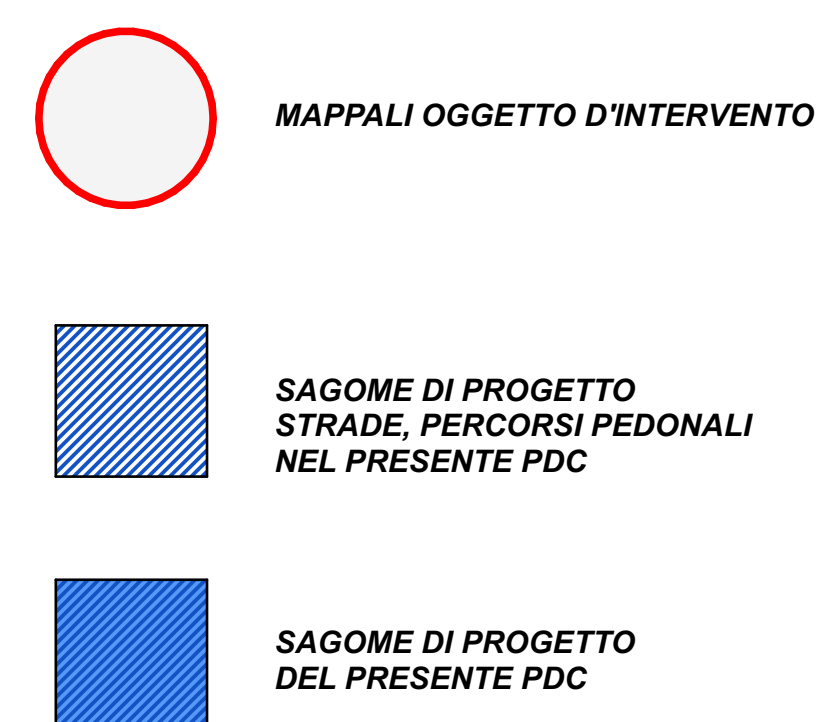 MAPPALI OGGETTO D'INTERVENTO
SAGOME DI PROGETTO
STRADE, PERCORSI PEDONALI
NEL PRESENTE PDC
SAGOME DI PROGETTO
DEL PRESENTE PDC